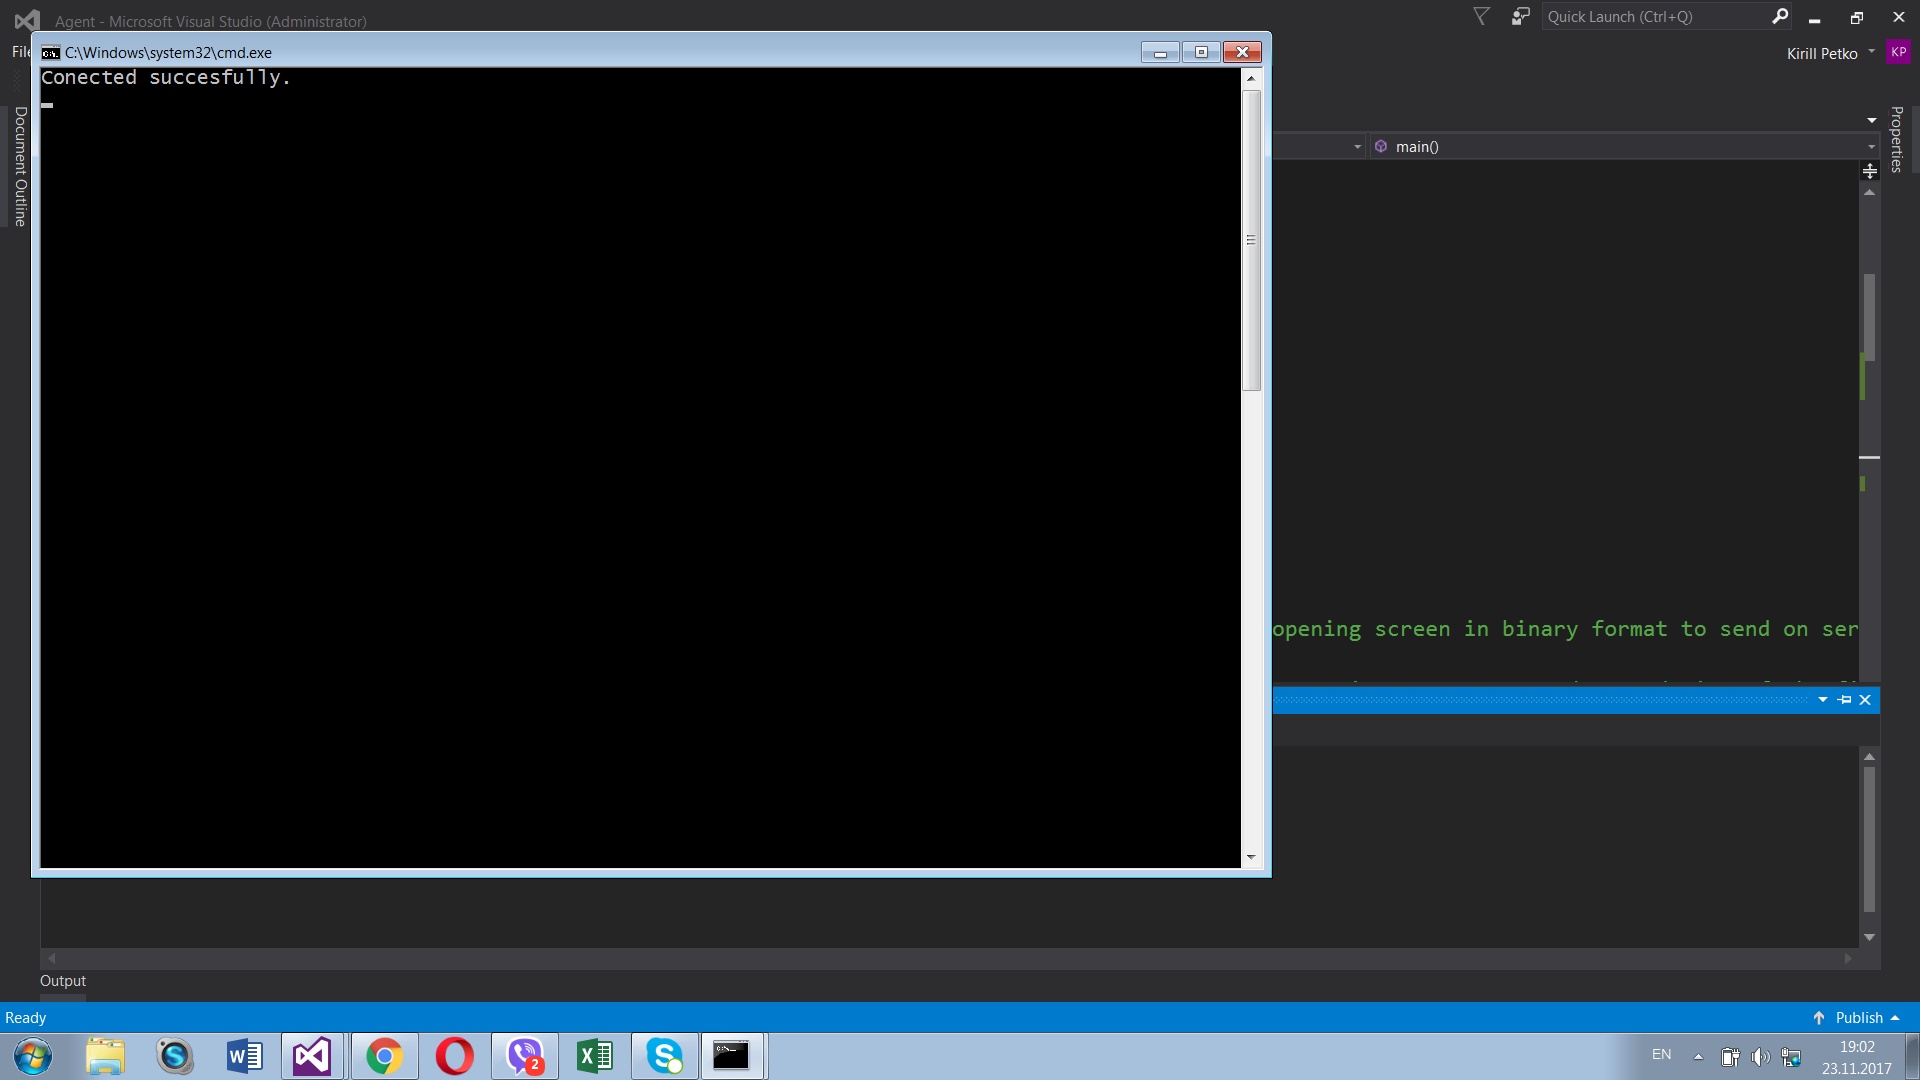 Agent - Microsoft Visual Studio (Administrator)
Quick Launch (Ctrl+Q)
C:\Windows\system32\cmd.exe
Kirill Petko
KP
Conected succesfully.
Document Outline
Properties
main()
opening screen in binary format to send on ser
Output
Ready
Publish
2
EN
19:02
23.11.2017